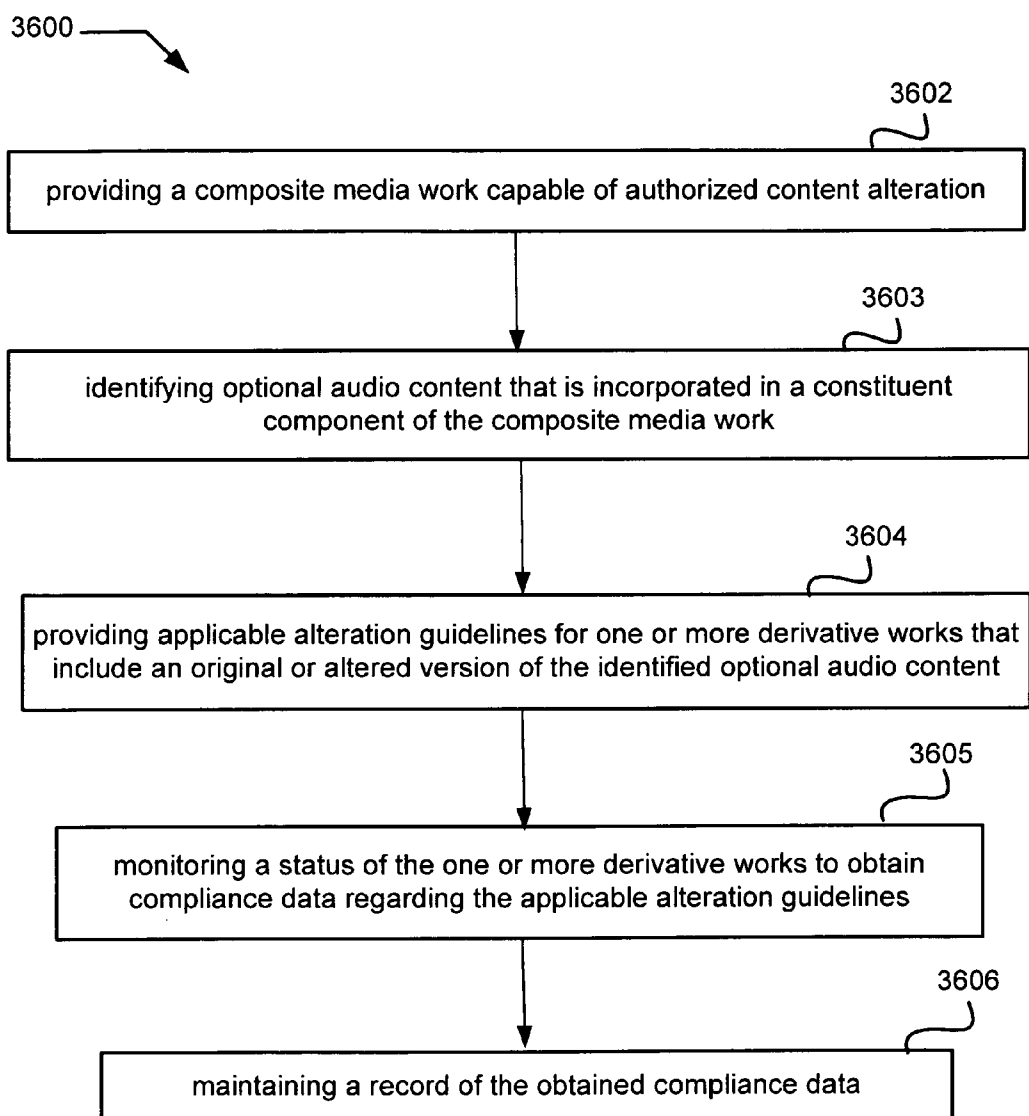 3600
3602
providing a composite media work capable of authorized content alteration
3603
identifying optional audio content that is incorporated in a constituent
component of the composite media work
3604
providing applicable alteration guidelines for one or more derivative works that
include an original or altered version of the identified optional audio content
3605
monitoring a status of the one or more derivative works to obtain
compliance data regarding the applicable alteration guidelines
3606
maintaining a record of the obtained compliance data